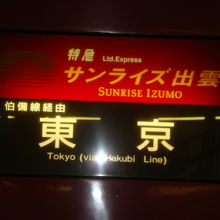 特急 Ltd.Express
サンライズ出雲
SUNRISE IZUMO
伯備線経由
東京
Tokyo (via Hakubi Line)